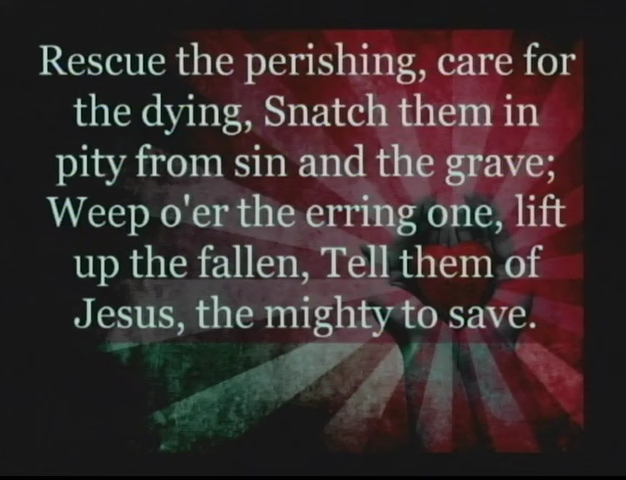 Rescue the perishing, care for
the dying, Snatch them in
pity from sin and the grave;
Weep o'er the erring one, lift
up the fallen, Tell them of
Jesus, the mighty to save.